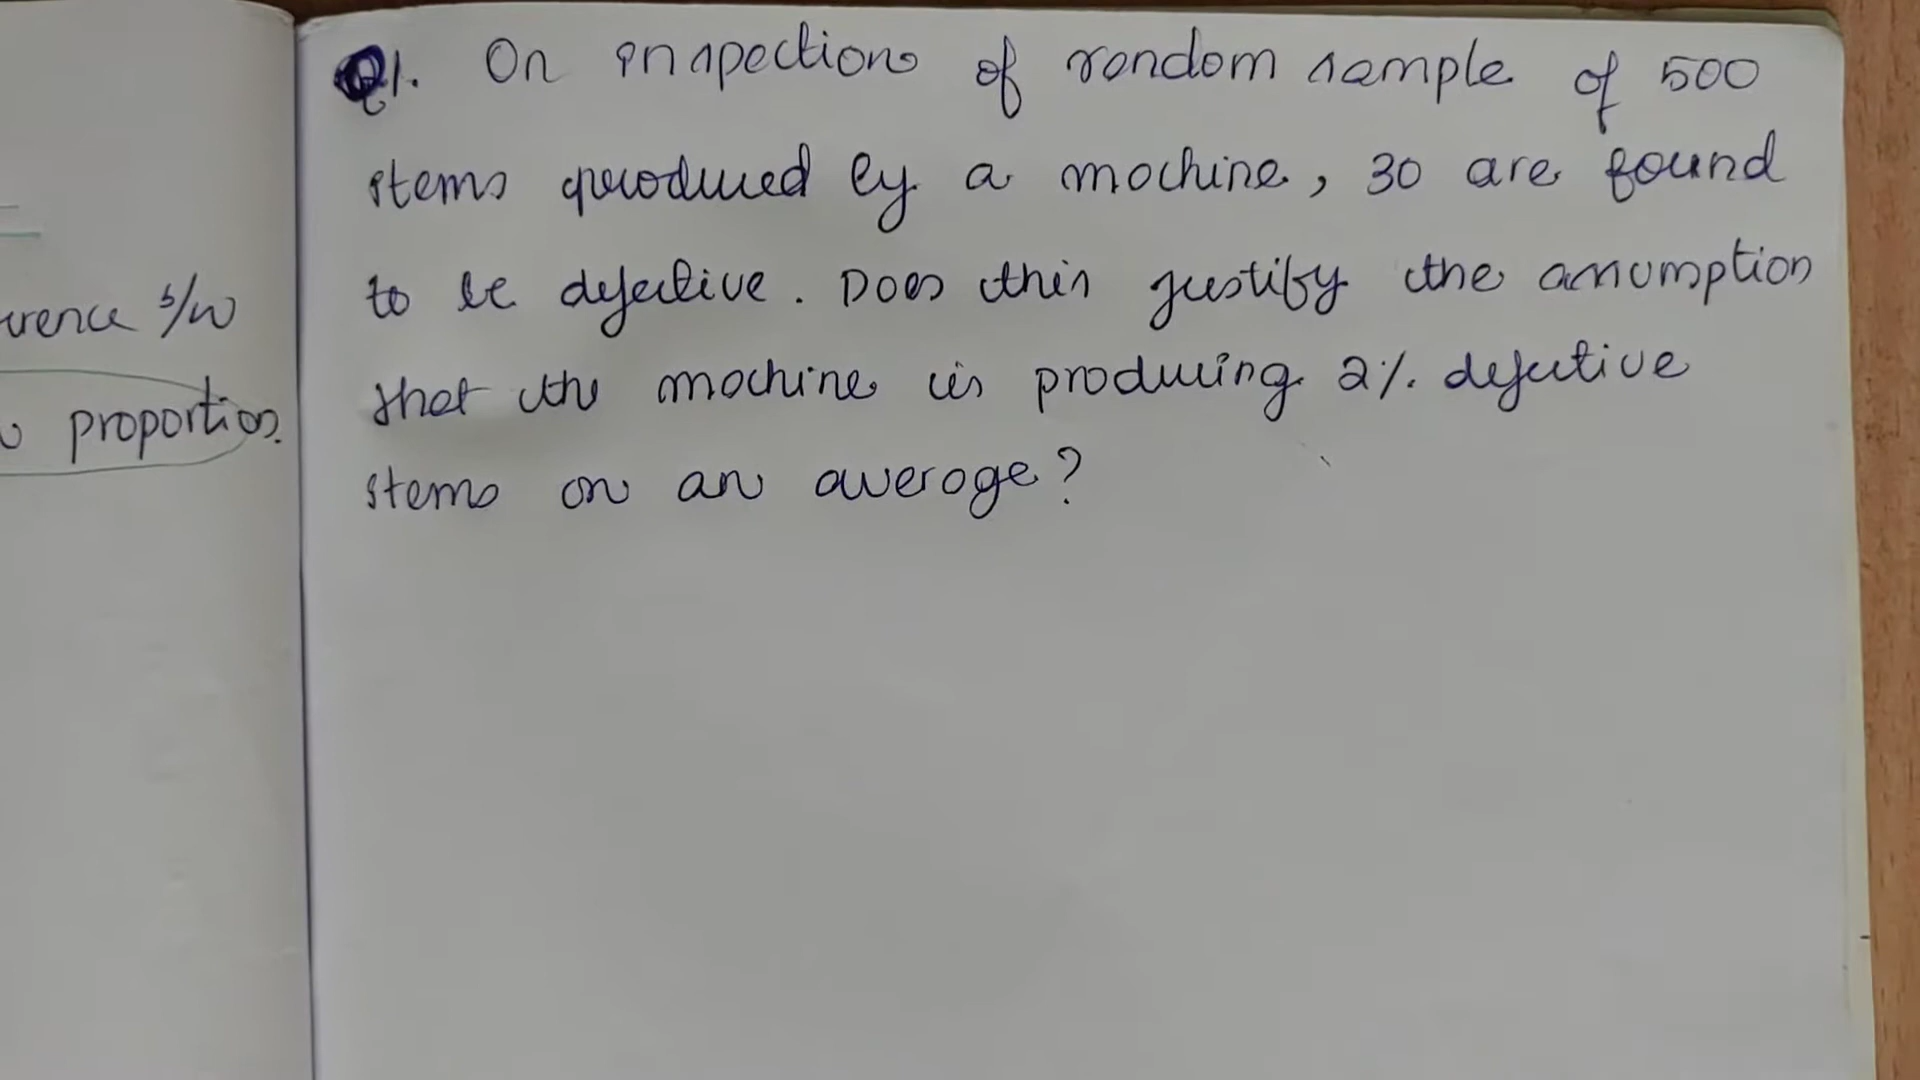 erence b/w
proportion.
Q1. On inspection of random sample of 500
items produced by a machine, 30 are found
to be defective. Does this justify the assumption
that the machine is producing 2% defective
items on an average?